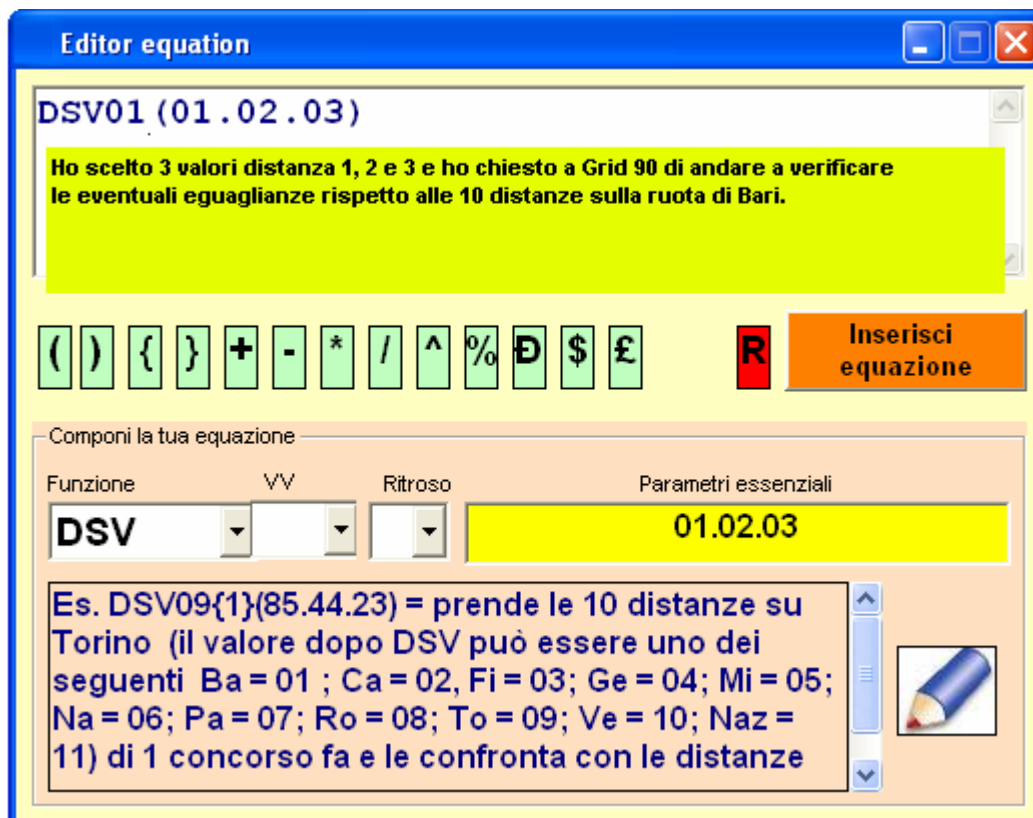 Editor equation
DSV01(01.02.03)
Ho scelto 3 valori distanza 1, 2 e 3 e ho chiesto a Grid 90 di andare a verificare
le eventuali eguaglianze rispetto alle 10 distanze sulla ruota di Bari.
( ) { } + - * / ^ % Đ $ £ R
Inserisci
equazione
Componi la tua equazione
Funzione VV Ritroso Parametri essenziali
DSV 01.02.03
Es. DSV09{1}(85.44.23) = prende le 10 distanze su
Torino (il valore dopo DSV può essere uno dei
seguenti Ba = 01 ; Ca = 02, Fi = 03; Ge = 04; Mi = 05;
Na = 06; Pa = 07; Ro = 08; To = 09; Ve = 10; Naz =
11) di 1 concorso fa e le confronta con le distanze